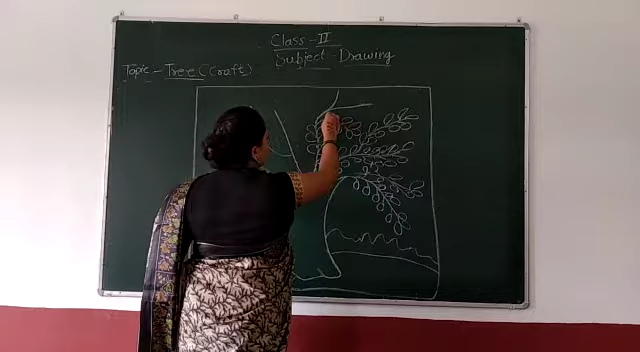 Class - II
Subject - Drawing
Topic - Tree (Craft)